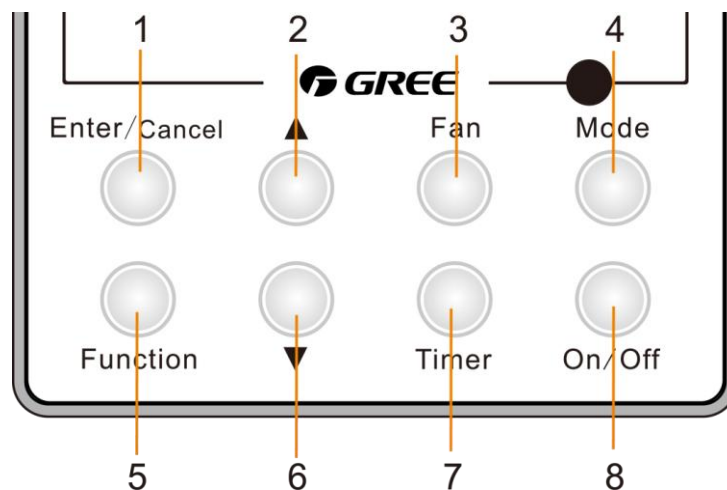 1 2 3 4
GREE
Enter/Cancel ▲ Fan Mode
Function ▼ Timer On/Off
5 6 7 8